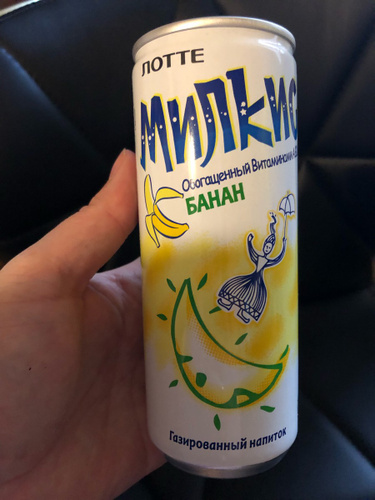 ЛОТТЕ
МИЛКИС
Обогащенный Витаминами
БАНАН
Газированный напиток